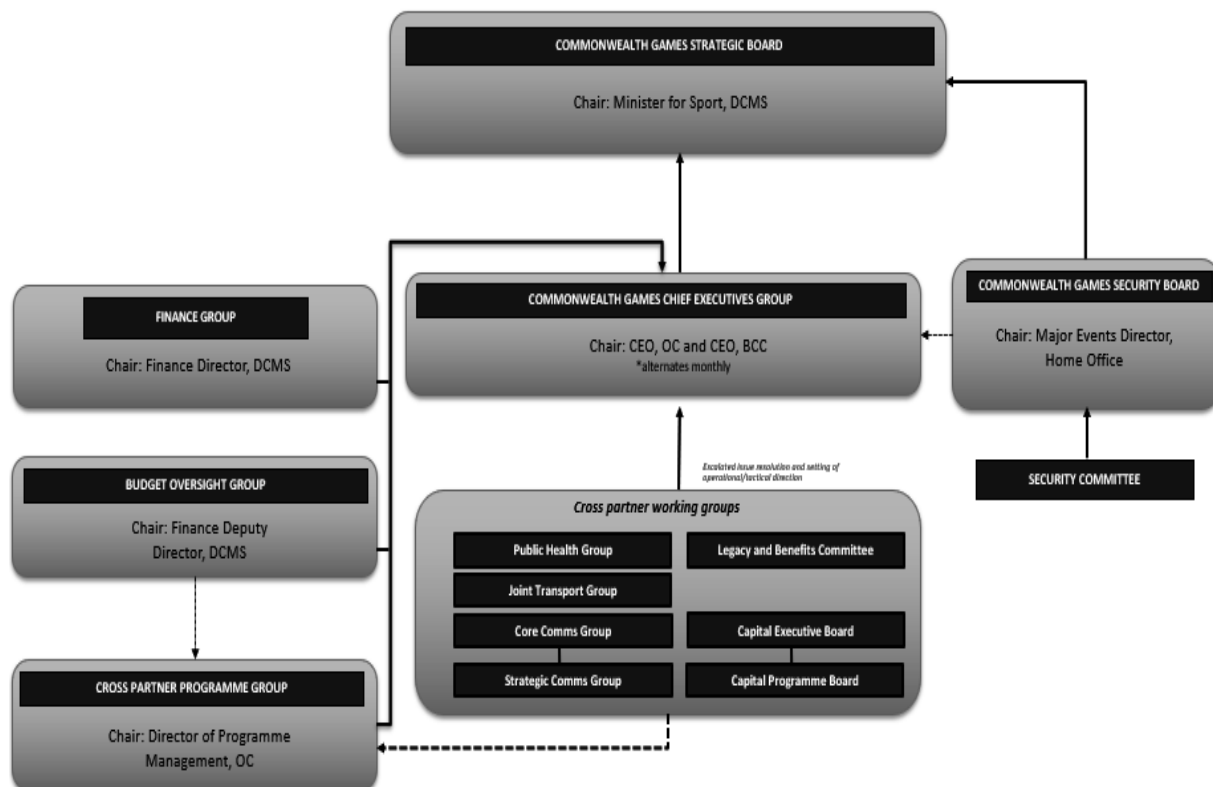 COMMONWEALTH GAMES STRATEGIC BOARD
Chair: Minister for Sport, DCMS
FINANCE GROUP
Chair: Finance Director, DCMS
COMMONWEALTH GAMES CHIEF EXECUTIVES GROUP
Chair: CEO, OC and CEO, BCC
*alternates monthly
COMMONWEALTH GAMES SECURITY BOARD
Chair: Major Events Director,
Home Office
SECURITY COMMITTEE
BUDGET OVERSIGHT GROUP
Chair: Finance Deputy
Director, DCMS
Escalated issue resolution and setting of
operational/tactical direction
Cross partner working groups
Public Health Group
Legacy and Benefits Committee
Joint Transport Group
Core Comms Group
Capital Executive Board
Strategic Comms Group
Capital Programme Board
CROSS PARTNER PROGRAMME GROUP
Chair: Director of Programme
Management, OC